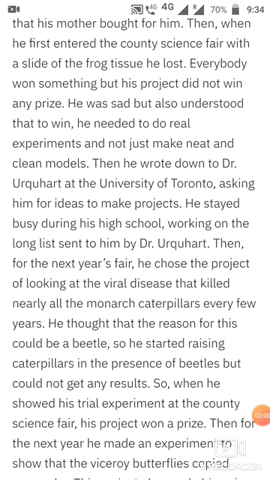 4G 70% 9:34
that his mother bought for him. Then, when
he first entered the county science fair with
a slide of the frog tissue he lost. Everybody
won something but his project did not win
any prize. He was sad but also understood
that to win, he needed to do real
experiments and not just make neat and
clean models. Then he wrote down to Dr.
Urquhart at the University of Toronto, asking
him for ideas to make projects. He stayed
busy during his high school, working on the
long list sent to him by Dr. Urquhart. Then,
for the next year's fair, he chose the project
of looking at the viral disease that killed
nearly all the monarch caterpillars every few
years. He thought that the reason for this
could be a beetle, so he started raising
caterpillars in the presence of beetles but
could not get any results. So, when he
showed his trial experiment at the county
03:00
science fair, his project won a prize. Then for
the next year he made an experiment to
show that the viceroy butterflies copied